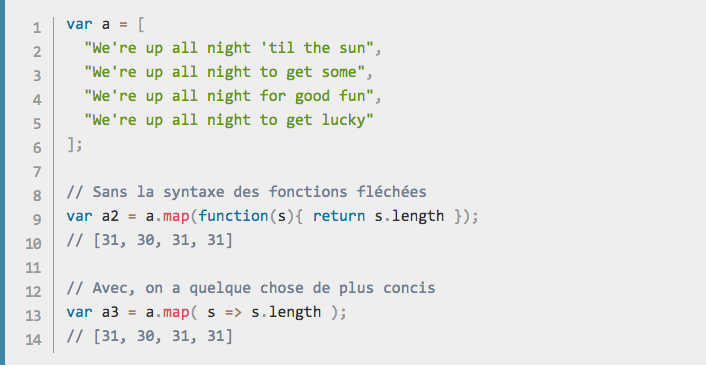 1 var a = [
2 "We're up all night 'til the sun",
3 "We're up all night to get some",
4 "We're up all night for good fun",
5 "We're up all night to get lucky"
6 ];
7
8 // Sans la syntaxe des fonctions fléchées
9 var a2 = a.map(function(s){ return s.length });
10 // [31, 30, 31, 31]
11
12 // Avec, on a quelque chose de plus concis
13 var a3 = a.map( s => s.length );
14 // [31, 30, 31, 31]